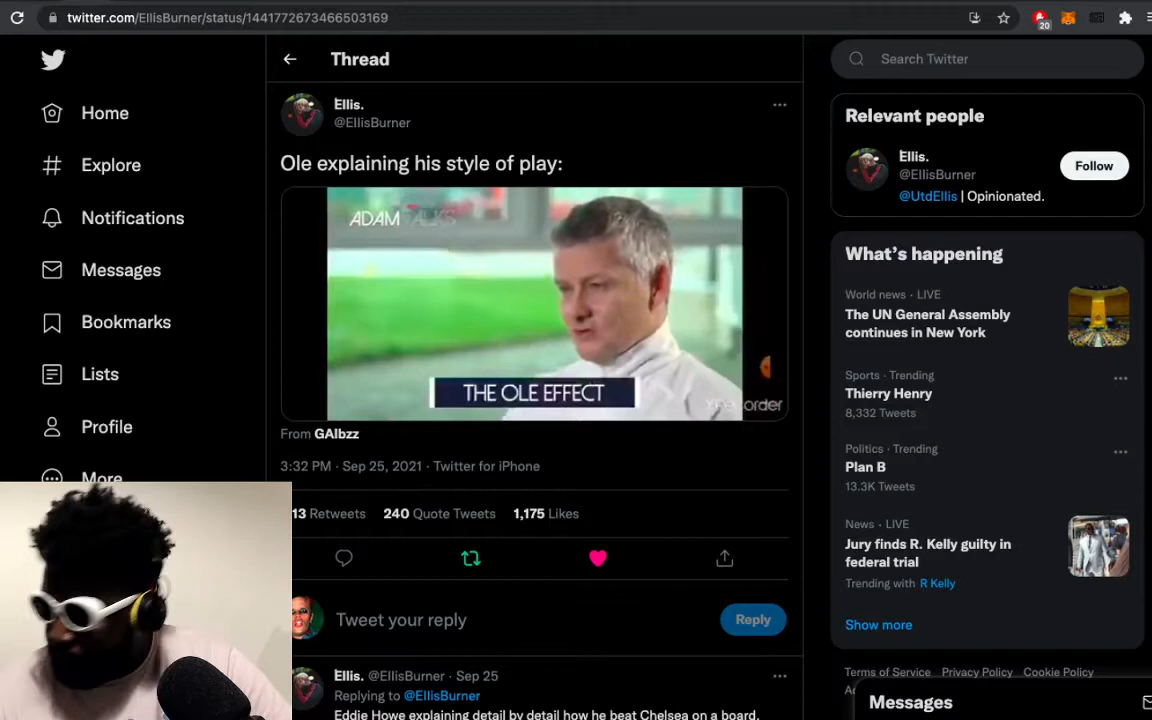 twitter.com/EllisBurner/status/1441772673466503169
20
Home
Explore
Notifications
Messages
Bookmarks
Lists
Profile
More
Thread
Ellis.
@EllisBurner
Ole explaining his style of play:
ADAM TALKS
THE OLE EFFECT
From GAlbzz
3:32 PM · Sep 25, 2021 · Twitter for iPhone
13 Retweets 240 Quote Tweets 1,175 Likes
Tweet your reply
Reply
Ellis. @EllisBurner · Sep 25
Replying to @EllisBurner
Eddie Howe explaining detail by detail how he beat Chelsea on a board.
Search Twitter
Relevant people
Ellis.
@EllisBurner
Follow
@UtdEllis | Opinionated.
What's happening
World news · LIVE
The UN General Assembly
continues in New York
Sports · Trending
Thierry Henry
8,332 Tweets
Politics · Trending
Plan B
13.3K Tweets
News · LIVE
Jury finds R. Kelly guilty in
federal trial
Trending with R Kelly
Show more
Terms of Service Privacy Policy Cookie Policy
Messages